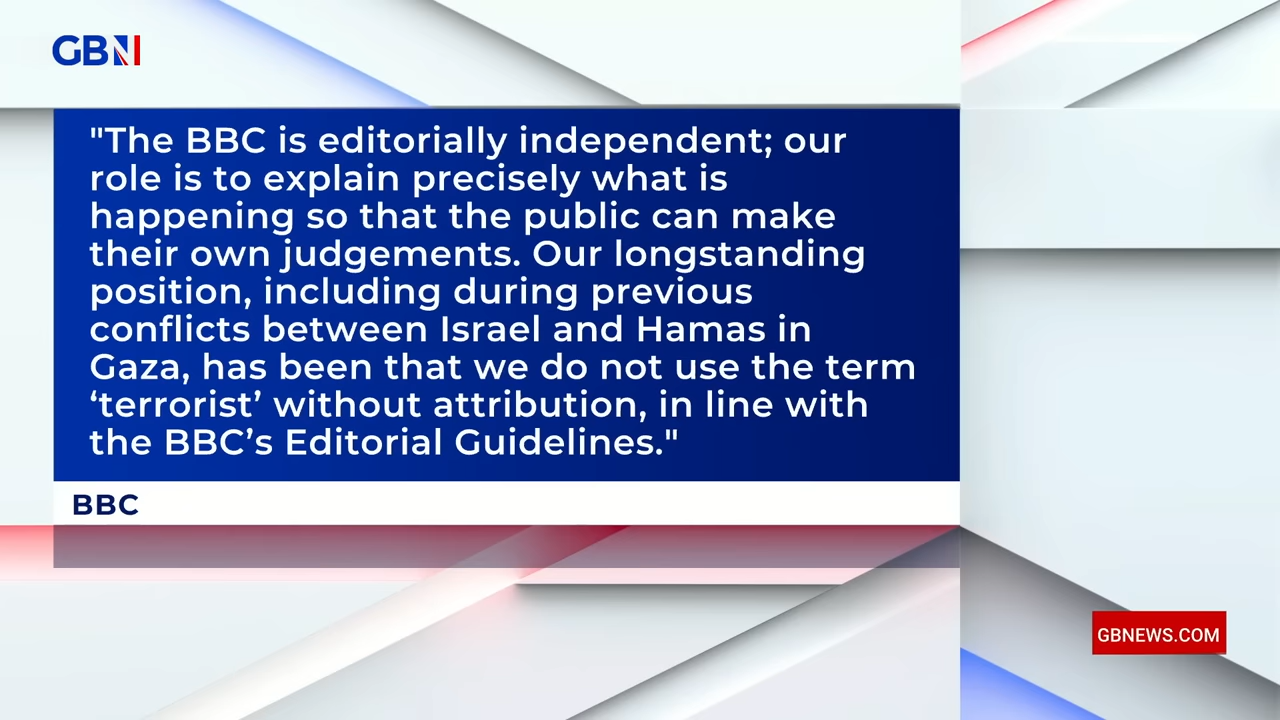 GBN
"The BBC is editorially independent; our
role is to explain precisely what is
happening so that the public can make
their own judgements. Our longstanding
position, including during previous
conflicts between Israel and Hamas in
Gaza, has been that we do not use the term
‘terrorist’ without attribution, in line with
the BBC’s Editorial Guidelines."
BBC
GBNEWS.COM